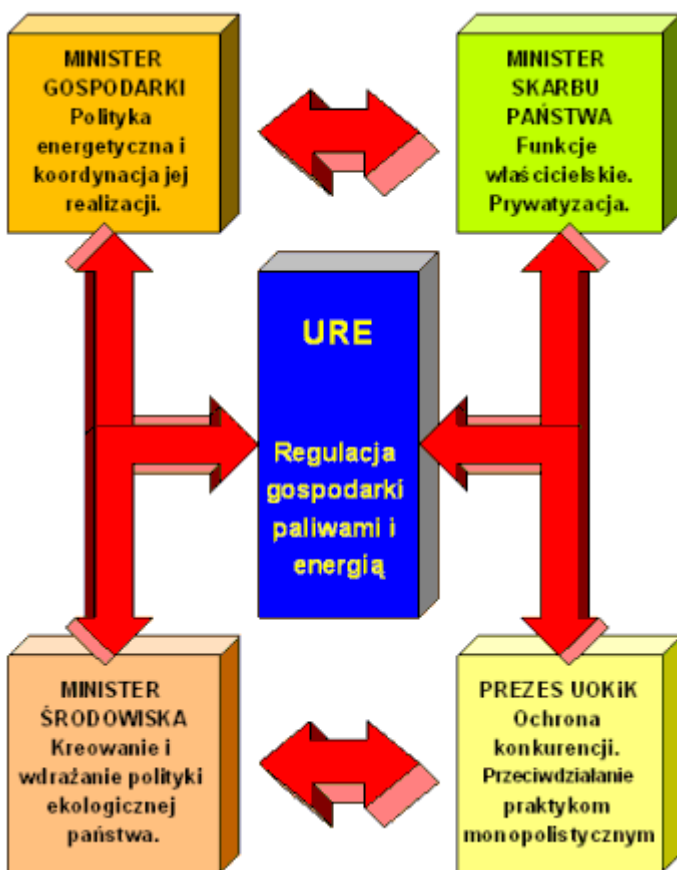 MINISTER
GOSPODARKI
Polityka
energetyczna i
koordynacja jej
realizacji.
MINISTER
SKARBU
PAŃSTWA
Funkcje
właścicielskie.
Prywatyzacja.
URE
Regulacja
gospodarki
paliwami i
energią
MINISTER
ŚRODOWISKA
Kreowanie i
wdrażanie polityki
ekologicznej
państwa.
PREZES UOKiK
Ochrona
konkurencji.
Przeciwdziałanie
praktykom
monopolistycznym